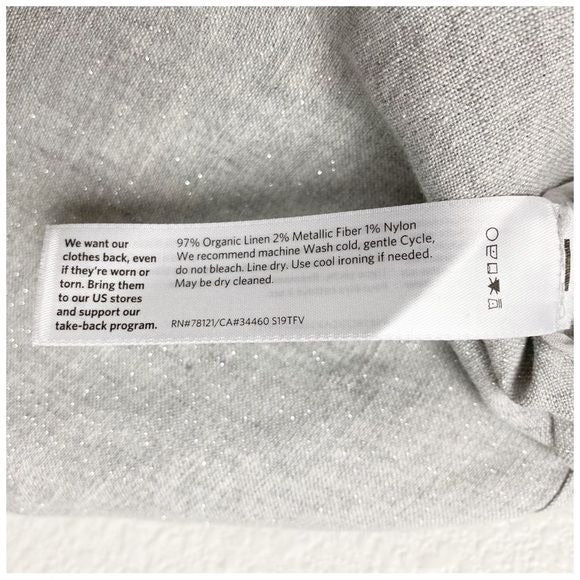 We want our
clothes back, even
if they're worn or
torn. Bring them
to our US stores
and support our
take-back program.
97% Organic Linen 2% Metallic Fiber 1% Nylon
We recommend machine Wash cold, gentle Cycle,
do not bleach. Line dry. Use cool ironing if needed.
May be dry cleaned.
RN#78121/CA#34460 S19TFV